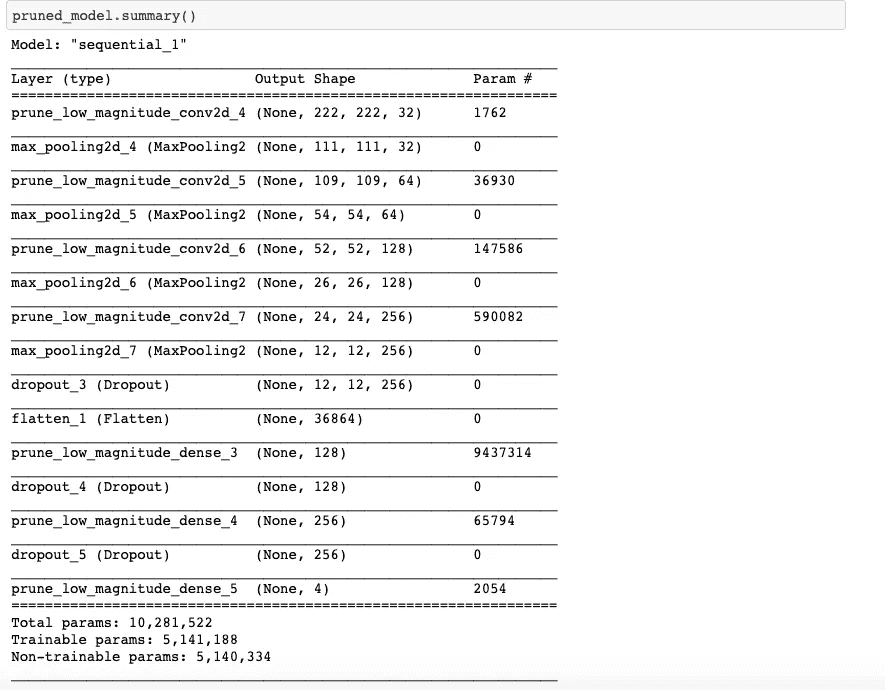 pruned_model.summary()
Model: "sequential_1"
Layer (type) Output Shape Param #
prune_low_magnitude_conv2d_4 (None, 222, 222, 32) 1762
max_pooling2d_4 (MaxPooling2 (None, 111, 111, 32) 0
prune_low_magnitude_conv2d_5 (None, 109, 109, 64) 36930
max_pooling2d_5 (MaxPooling2 (None, 54, 54, 64) 0
prune_low_magnitude_conv2d_6 (None, 52, 52, 128) 147586
max_pooling2d_6 (MaxPooling2 (None, 26, 26, 128) 0
prune_low_magnitude_conv2d_7 (None, 24, 24, 256) 590082
max_pooling2d_7 (MaxPooling2 (None, 12, 12, 256) 0
dropout_3 (Dropout) (None, 12, 12, 256) 0
flatten_1 (Flatten) (None, 36864) 0
prune_low_magnitude_dense_3 (None, 128) 9437314
dropout_4 (Dropout) (None, 128) 0
prune_low_magnitude_dense_4 (None, 256) 65794
dropout_5 (Dropout) (None, 256) 0
prune_low_magnitude_dense_5 (None, 4) 2054
Total params: 10,281,522
Trainable params: 5,141,188
Non-trainable params: 5,140,334